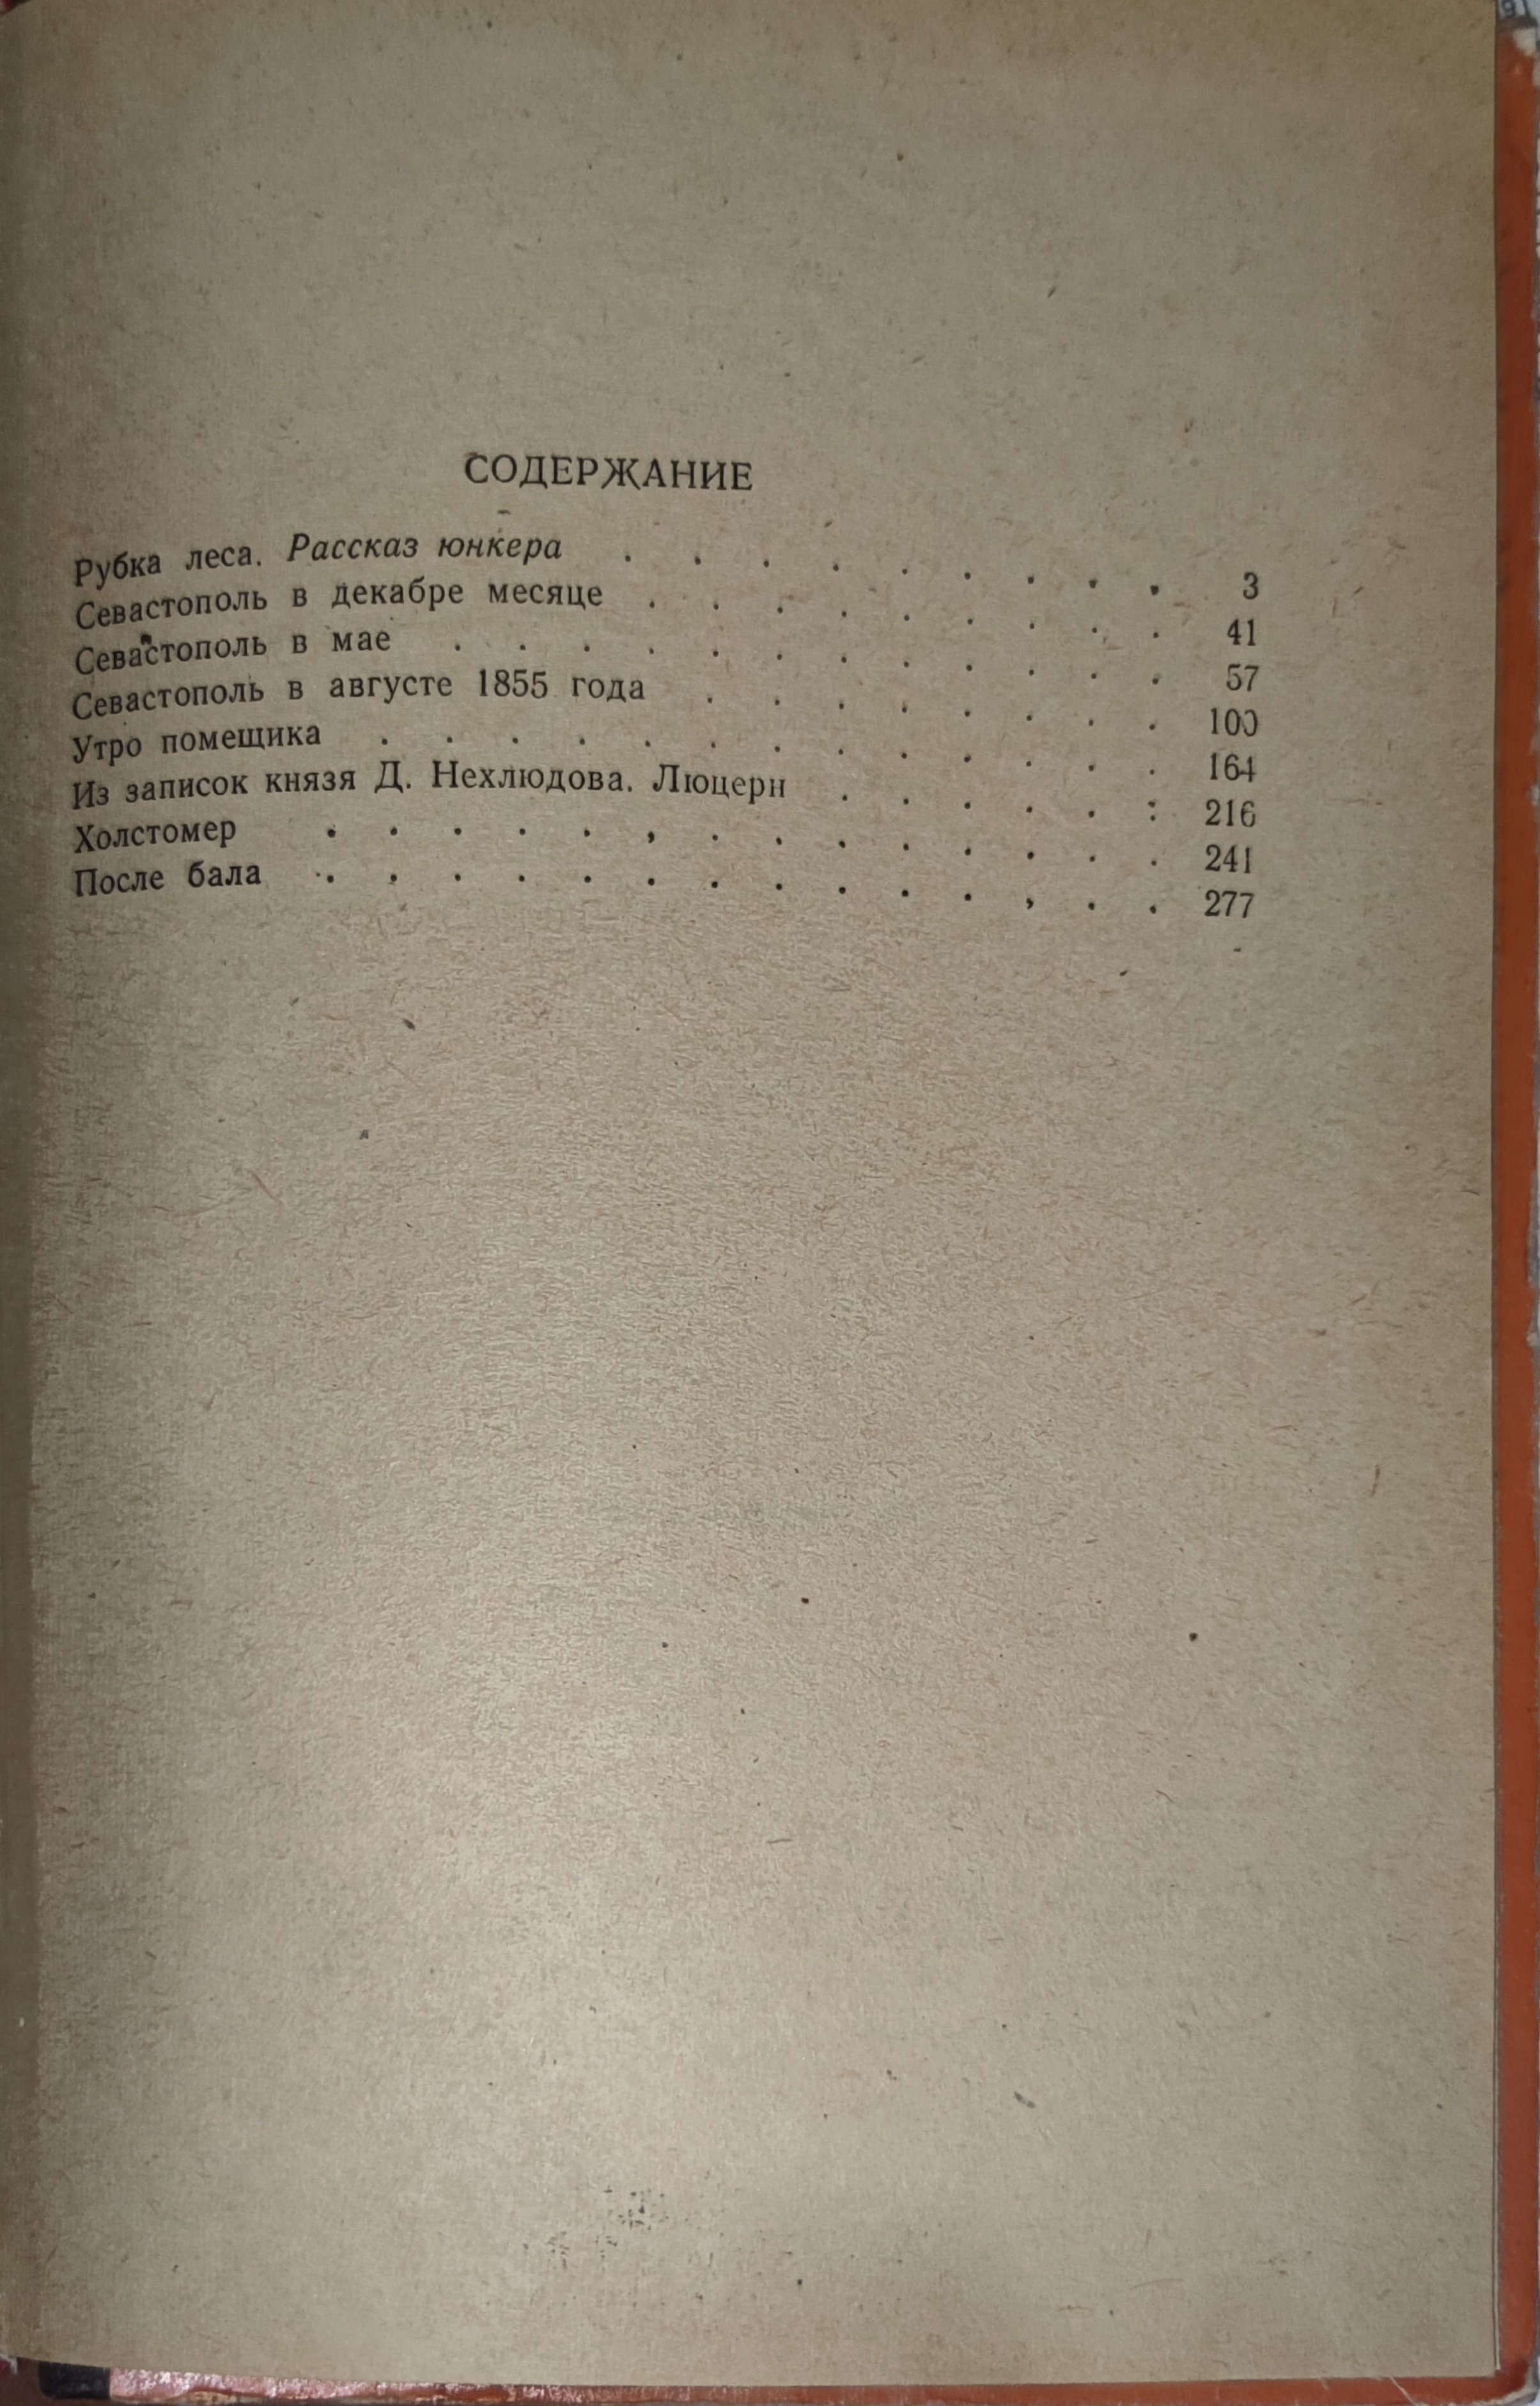 СОДЕРЖАНИЕ
Рубка леса. Рассказ юнкера . . . . . . . . . 3
Севастополь в декабре месяце . . . . . . . . . 41
Севастополь в мае . . . . . . . . . . . . 57
Севастополь в августе 1855 года . . . . . . . . 100
Утро помещика . . . . . . . . . . . . . 164
Из записок князя Д. Нехлюдова. Люцерн . . . . . : 216
Холстомер . . . . . , . . . . . . . . 241
После бала . . . . . . . . . . . , . . 277